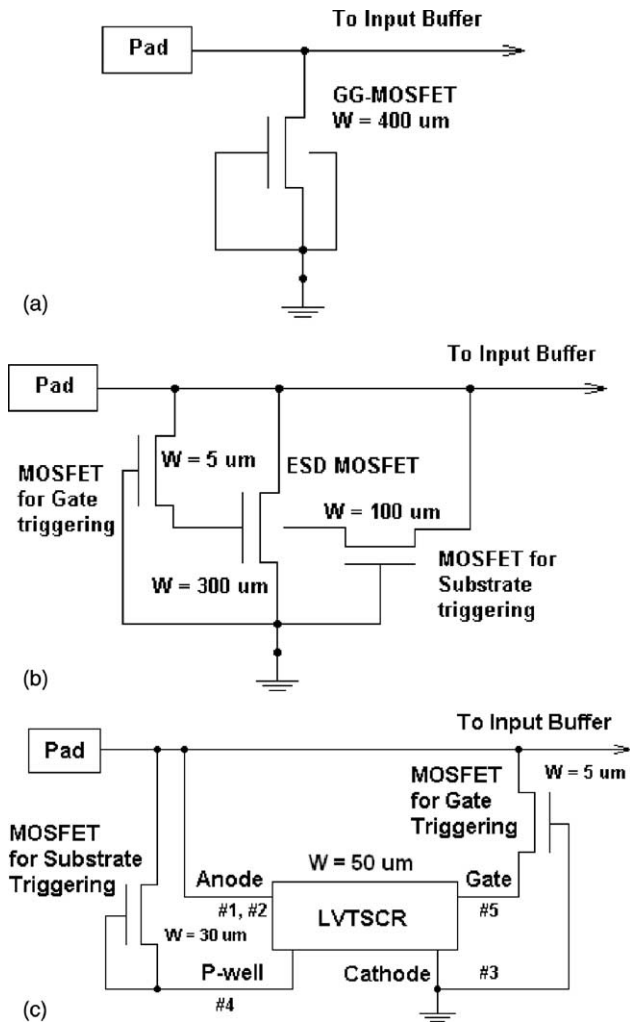 To Input Buffer
Pad
GG-MOSFET
W = 400 um
(a)
To Input Buffer
Pad
W = 5 um
ESD MOSFET
MOSFET
for Gate
triggering
W = 100 um
W = 300 um
MOSFET for
Substrate
triggering
(b)
To Input Buffer
Pad
W = 5 um
MOSFET
for Gate
Triggering
MOSFET
for Substrate
Triggering
W = 50 um
Anode
Gate
#1, #2
LVTSCR
#5
W = 30 um
P-well
Cathode
#3
#4
(c)